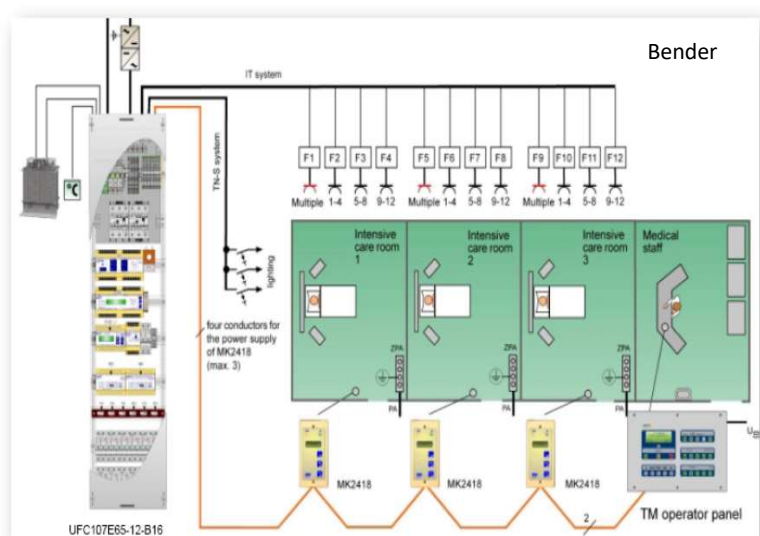 Bender
IT system
TN-S system
°C
F1 F2 F3 F4 F5 F6 F7 F8 F9 F10 F11 F12
Multiple 1-4 5-8 9-12 Multiple 1-4 5-8 9-12 Multiple 1-4 5-8 9-12
lighting
Intensive
care room
1
Intensive
care room
2
Intensive
care room
3
Medical
staff
four conductors for
the power supply
of MK2418
(max. 3)
ZPA
ZPA
ZPA
PA
PA
PA
MK2418
MK2418
MK2418
2
TM operator panel
UFC107E65-12-B16